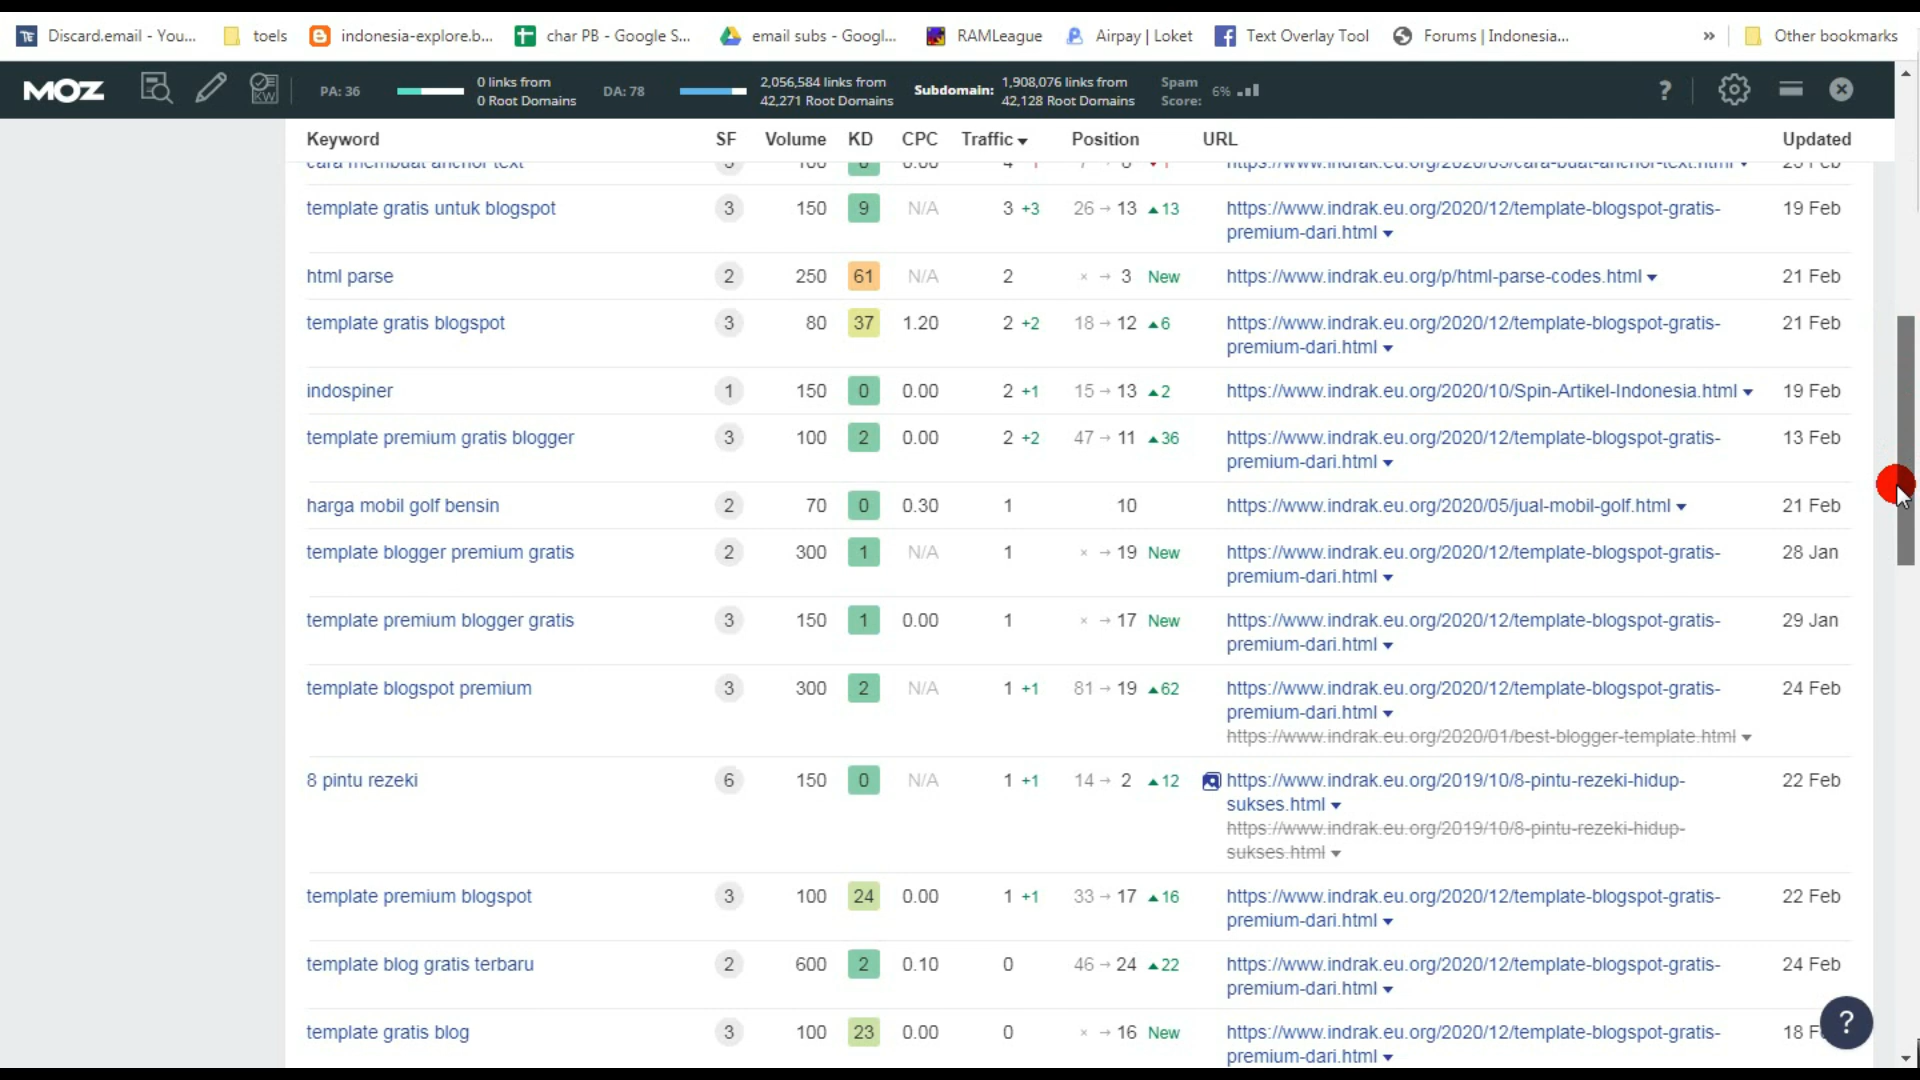 Discard.email - You... toels indonesia-explore.b... char PB - Google S... email subs - Googl... RAMLeague Airpay | Loket Text Overlay Tool Forums | Indonesia... » Other bookmarks
MOZ KW PA: 36 0 links from 0 Root Domains DA: 78 2,056,584 links from 42,271 Root Domains Subdomain: 1,908,076 links from 42,128 Root Domains Spam Score: 6% ?
Keyword SF Volume KD CPC Traffic Position URL Updated
cara membuat anchor text https://www.indrak.eu.org/2020/03/cara-buat-anchor-text.html
template gratis untuk blogspot 3 150 9 N/A 3 +3 26 → 13 ▲13 https://www.indrak.eu.org/2020/12/template-blogspot-gratis- 19 Feb
premium-dari.html
html parse 2 250 61 N/A 2 × → 3 New https://www.indrak.eu.org/p/html-parse-codes.html 21 Feb
template gratis blogspot 3 80 37 1.20 2 +2 18 → 12 ▲6 https://www.indrak.eu.org/2020/12/template-blogspot-gratis- 21 Feb
premium-dari.html
indospiner 1 150 0 0.00 2 +1 15 → 13 ▲2 https://www.indrak.eu.org/2020/10/Spin-Artikel-Indonesia.html 19 Feb
template premium gratis blogger 3 100 2 0.00 2 +2 47 → 11 ▲36 https://www.indrak.eu.org/2020/12/template-blogspot-gratis- 13 Feb
premium-dari.html
harga mobil golf bensin 2 70 0 0.30 1 10 https://www.indrak.eu.org/2020/05/jual-mobil-golf.html 21 Feb
template blogger premium gratis 2 300 1 N/A 1 × → 19 New https://www.indrak.eu.org/2020/12/template-blogspot-gratis- 28 Jan
premium-dari.html
template premium blogger gratis 3 150 1 0.00 1 × → 17 New https://www.indrak.eu.org/2020/12/template-blogspot-gratis- 29 Jan
premium-dari.html
template blogspot premium 3 300 2 N/A 1 +1 81 → 19 ▲62 https://www.indrak.eu.org/2020/12/template-blogspot-gratis- 24 Feb
premium-dari.html
https://www.indrak.eu.org/2020/01/best-blogger-template.html
8 pintu rezeki 6 150 0 N/A 1 +1 14 → 2 ▲12 https://www.indrak.eu.org/2019/10/8-pintu-rezeki-hidup- 22 Feb
sukses.html
https://www.indrak.eu.org/2019/10/8-pintu-rezeki-hidup-
sukses.html
template premium blogspot 3 100 24 0.00 1 +1 33 → 17 ▲16 https://www.indrak.eu.org/2020/12/template-blogspot-gratis- 22 Feb
premium-dari.html
template blog gratis terbaru 2 600 2 0.10 0 46 → 24 ▲22 https://www.indrak.eu.org/2020/12/template-blogspot-gratis- 24 Feb
premium-dari.html
template gratis blog 3 100 23 0.00 0 × → 16 New https://www.indrak.eu.org/2020/12/template-blogspot-gratis- 18
premium-dari.html
?